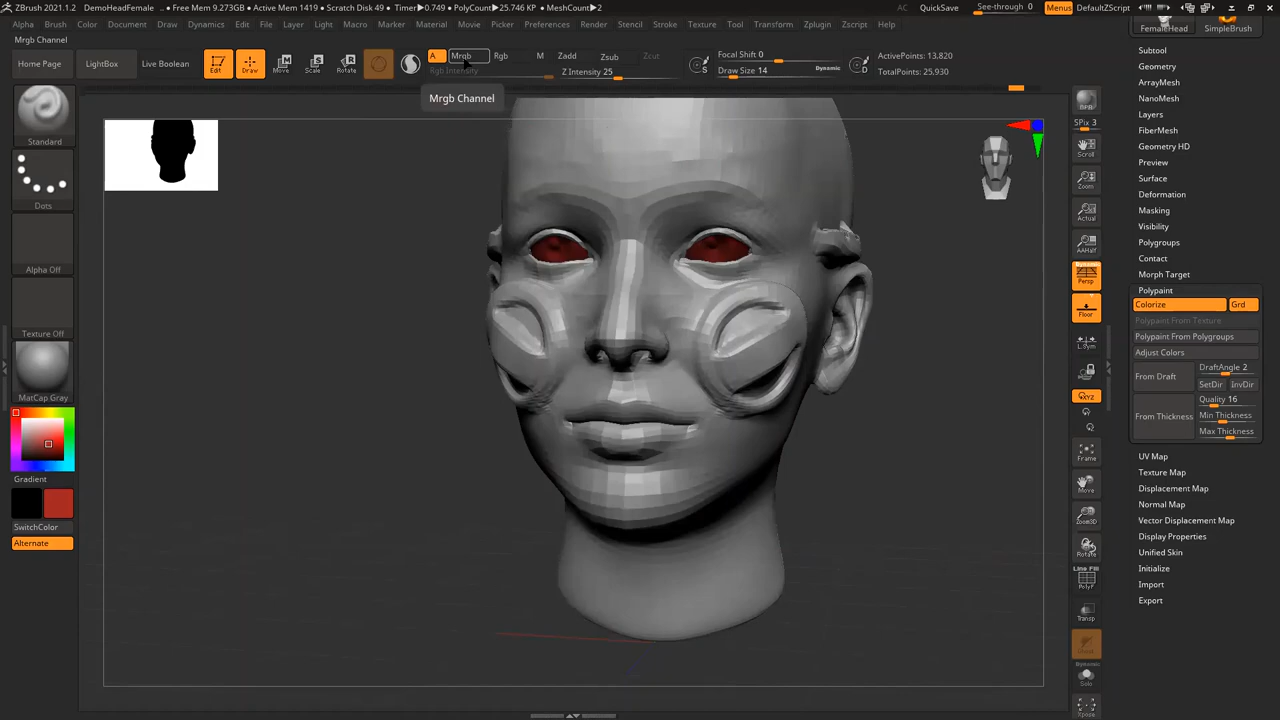 ZBrush 2021.1.2 DemoHeadFemale • Free Mem 9.273GB • Active Mem 1419 • Scratch Disk 49 • Timer▶0.749 • PolyCount▶25.746 KP • MeshCount▶2 AC QuickSave See-through 0 Menus DefaultZScript
Alpha Brush Color Document Draw Dynamics Edit File Layer Light Macro Marker Material Movie Picker Preferences Render Stencil Stroke Texture Tool Transform Zplugin Zscript Help
Mrgb Channel
Home Page LightBox Live Boolean Edit Draw Move Scale Rotate A Mrgb Rgb M Zadd Zsub Zcut Focal Shift 0 ActivePoints: 13,820
Rgb Intensity Z Intensity 25 S Draw Size 14 Dynamic D TotalPoints: 25,930
Mrgb Channel
Standard
Dots
Alpha Off
Texture Off
MatCap Gray
Gradient
SwitchColor
Alternate
BPR
SPix 3
Scroll
Zoom
Actual
AAHalf
Dynamic
Persp
Floor
L.Sym
XYZ
Frame
Move
Zoom3D
Rotate
Line Fill
PolyF
Transp
Dynamic
Solo
Xpose
FemaleHead SimpleBrush
Subtool
Geometry
ArrayMesh
NanoMesh
Layers
FiberMesh
Geometry HD
Preview
Surface
Deformation
Masking
Visibility
Polygroups
Contact
Morph Target
Polypaint
Colorize Grd
Polypaint From Texture
Polypaint From Polygroups
Adjust Colors
From Draft DraftAngle 2
SetDir InvDir
From Thickness Quality 16
Min Thickness
Max Thickness
UV Map
Texture Map
Displacement Map
Normal Map
Vector Displacement Map
Display Properties
Unified Skin
Initialize
Import
Export